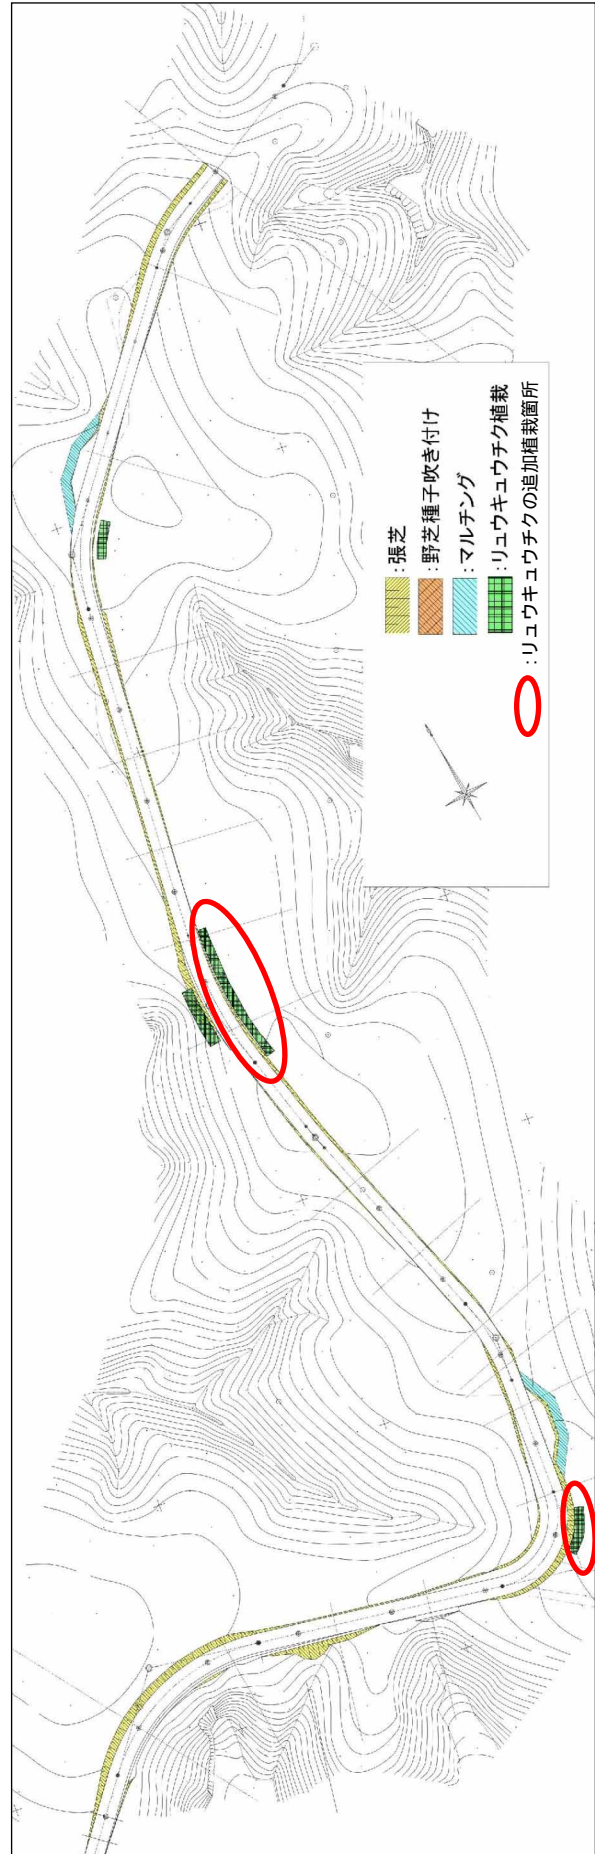 :張芝
:野芝種子吹き付け
:マルチング
:リュウキュウチク植栽
:リュウキュウチクの追加植栽箇所